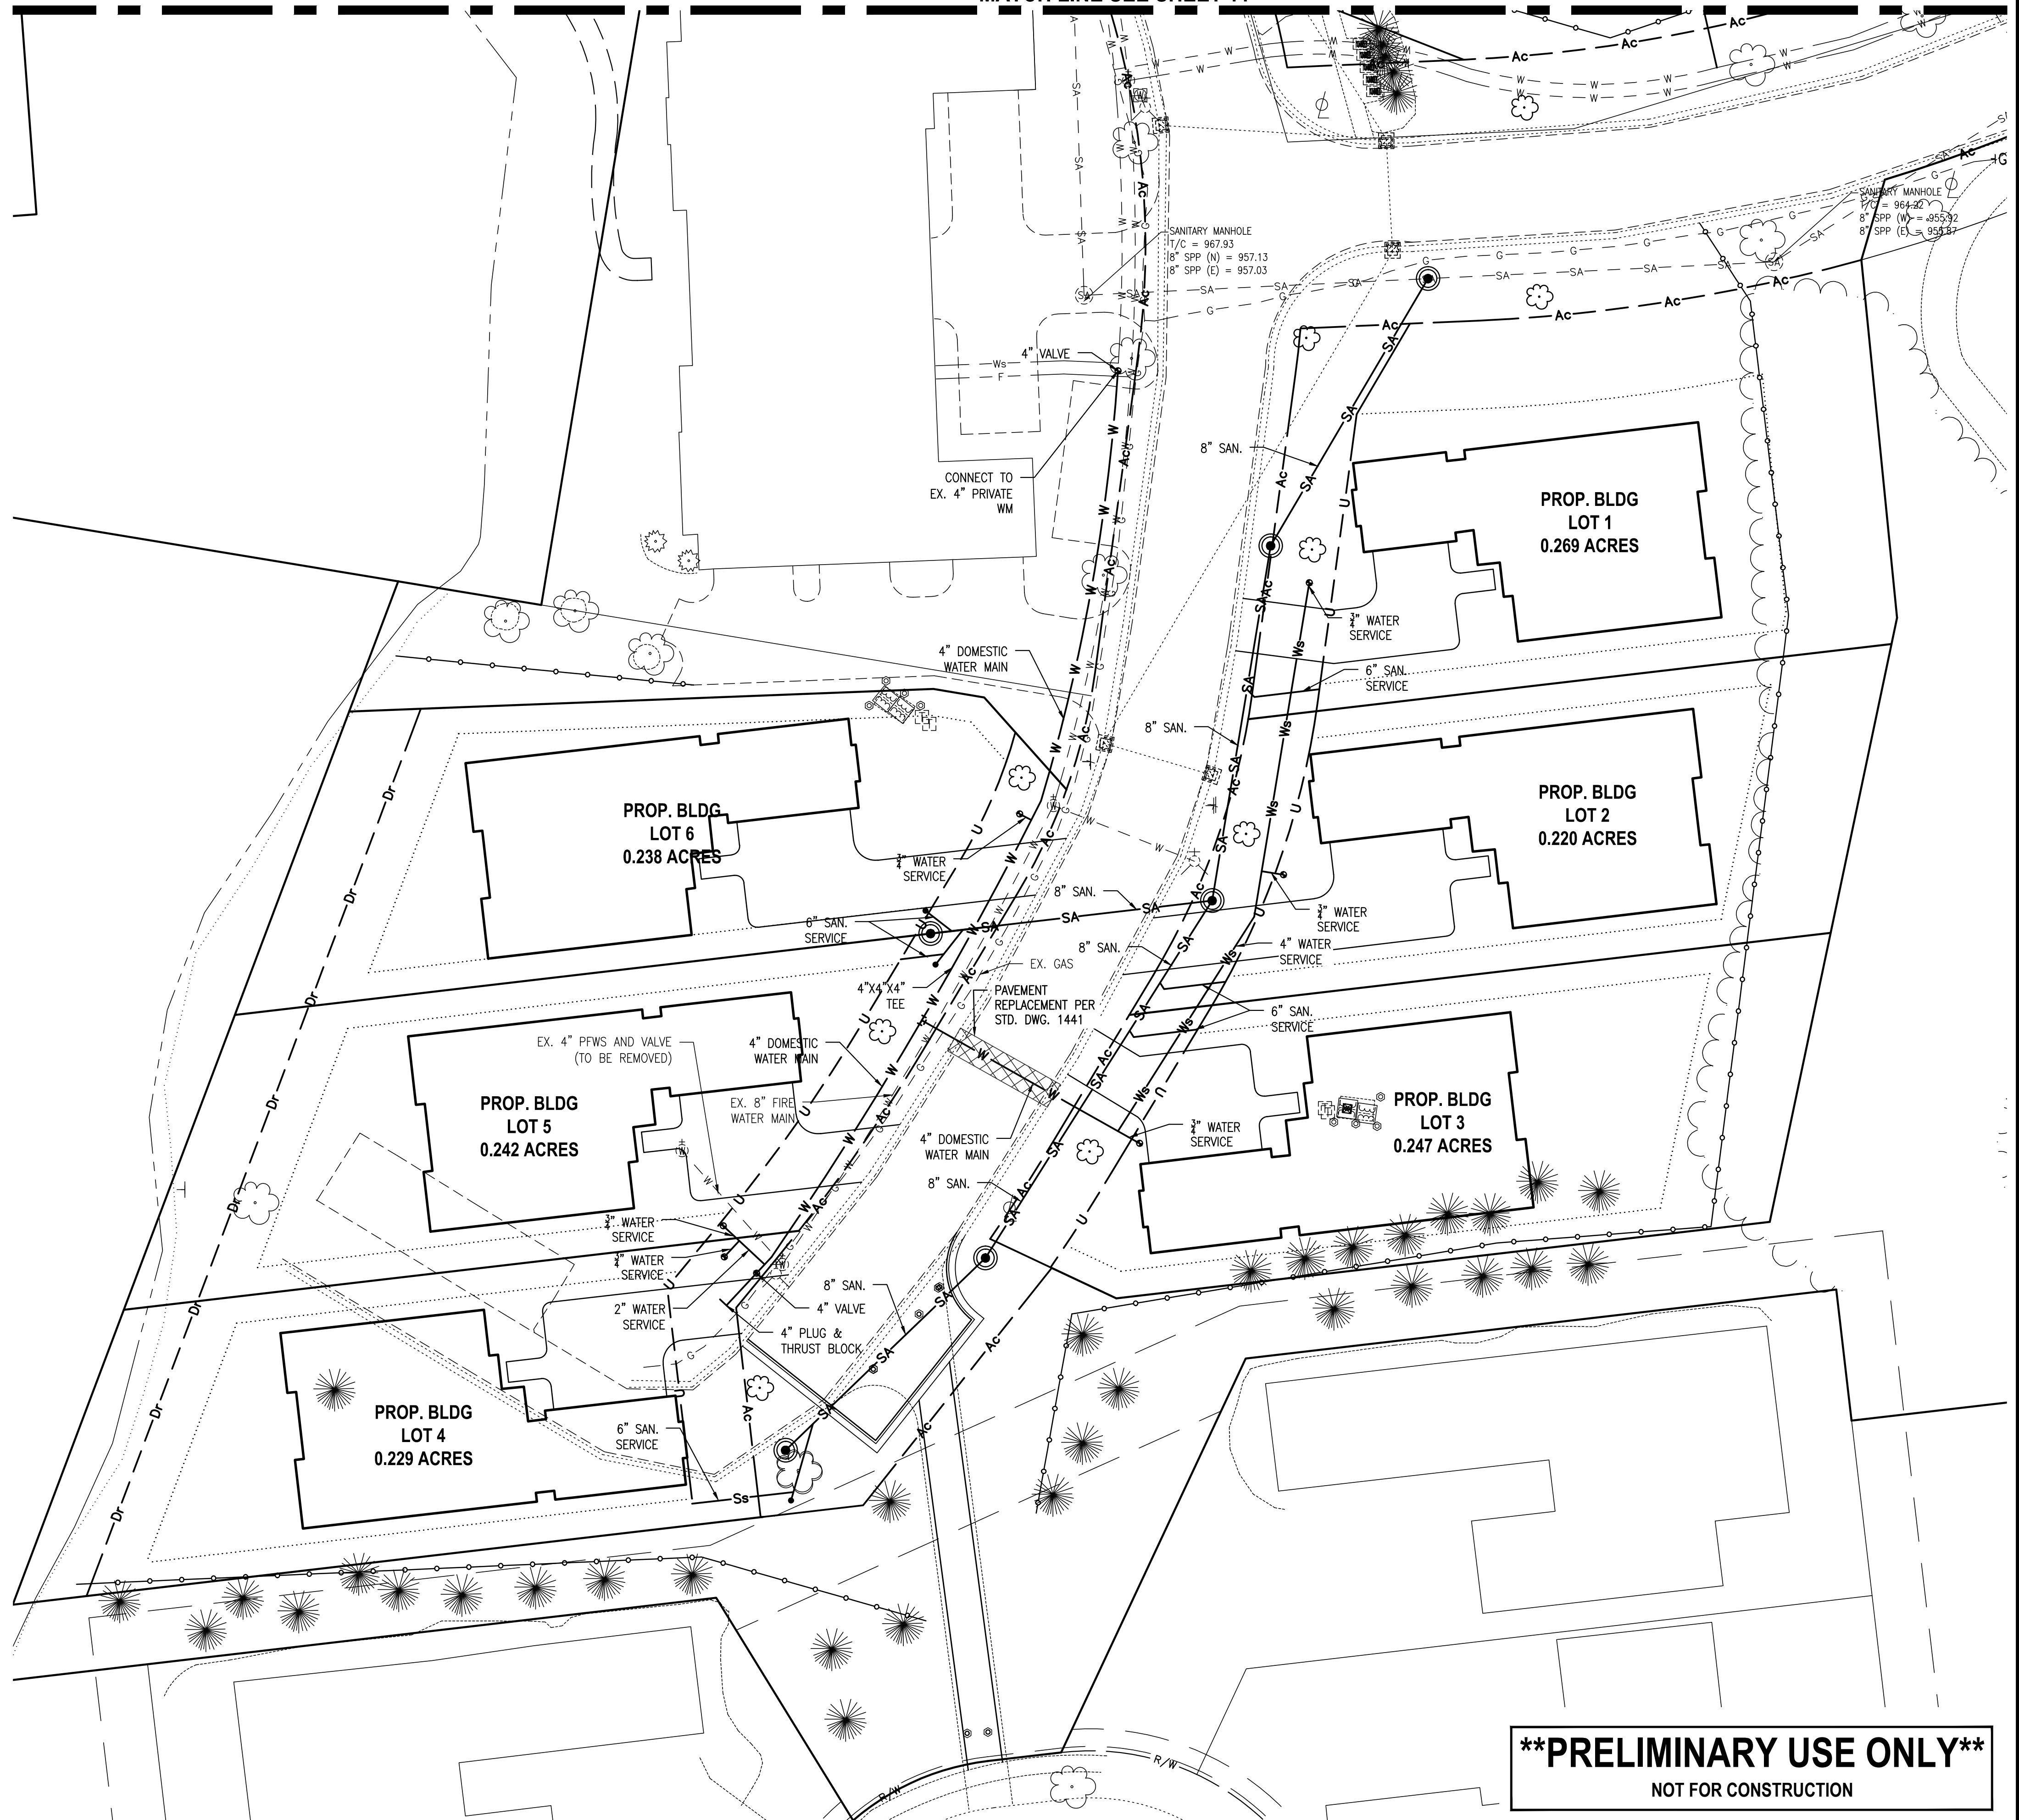 SANITARY MANHOLE
T/C = 967.93
8" SPP (N) = 957.13
8" SPP (E) = 957.03
SANITARY MANHOLE
T/C = 964.22
8" SPP (W) = 955.92
8" SPP (E) = 955.87
4" VALVE
CONNECT TO
EX. 4" PRIVATE
WM
8" SAN.
PROP. BLDG
LOT 1
0.269 ACRES
3/4" WATER
SERVICE
6" SAN.
SERVICE
4" DOMESTIC
WATER MAIN
8" SAN.
PROP. BLDG
LOT 6
0.238 ACRES
PROP. BLDG
LOT 2
0.220 ACRES
3/4" WATER
SERVICE
8" SAN.
6" SAN.
SERVICE
3/4" WATER
SERVICE
8" SAN.
4" WATER
SERVICE
EX. GAS
4"X4"X4"
TEE
PAVEMENT
REPLACEMENT PER
STD. DWG. 1441
6" SAN.
SERVICE
EX. 4" PFWS AND VALVE
(TO BE REMOVED)
4" DOMESTIC
WATER MAIN
PROP. BLDG
LOT 5
0.242 ACRES
EX. 8" FIRE
WATER MAIN
PROP. BLDG
LOT 3
0.247 ACRES
4" DOMESTIC
WATER MAIN
3/4" WATER
SERVICE
8" SAN.
3/4" WATER
SERVICE
3/4" WATER
SERVICE
8" SAN.
2" WATER
SERVICE
4" VALVE
4" PLUG &
THRUST BLOCK
PROP. BLDG
LOT 4
0.229 ACRES
6" SAN.
SERVICE
Ss
R/W
R/W
**PRELIMINARY USE ONLY**
NOT FOR CONSTRUCTION